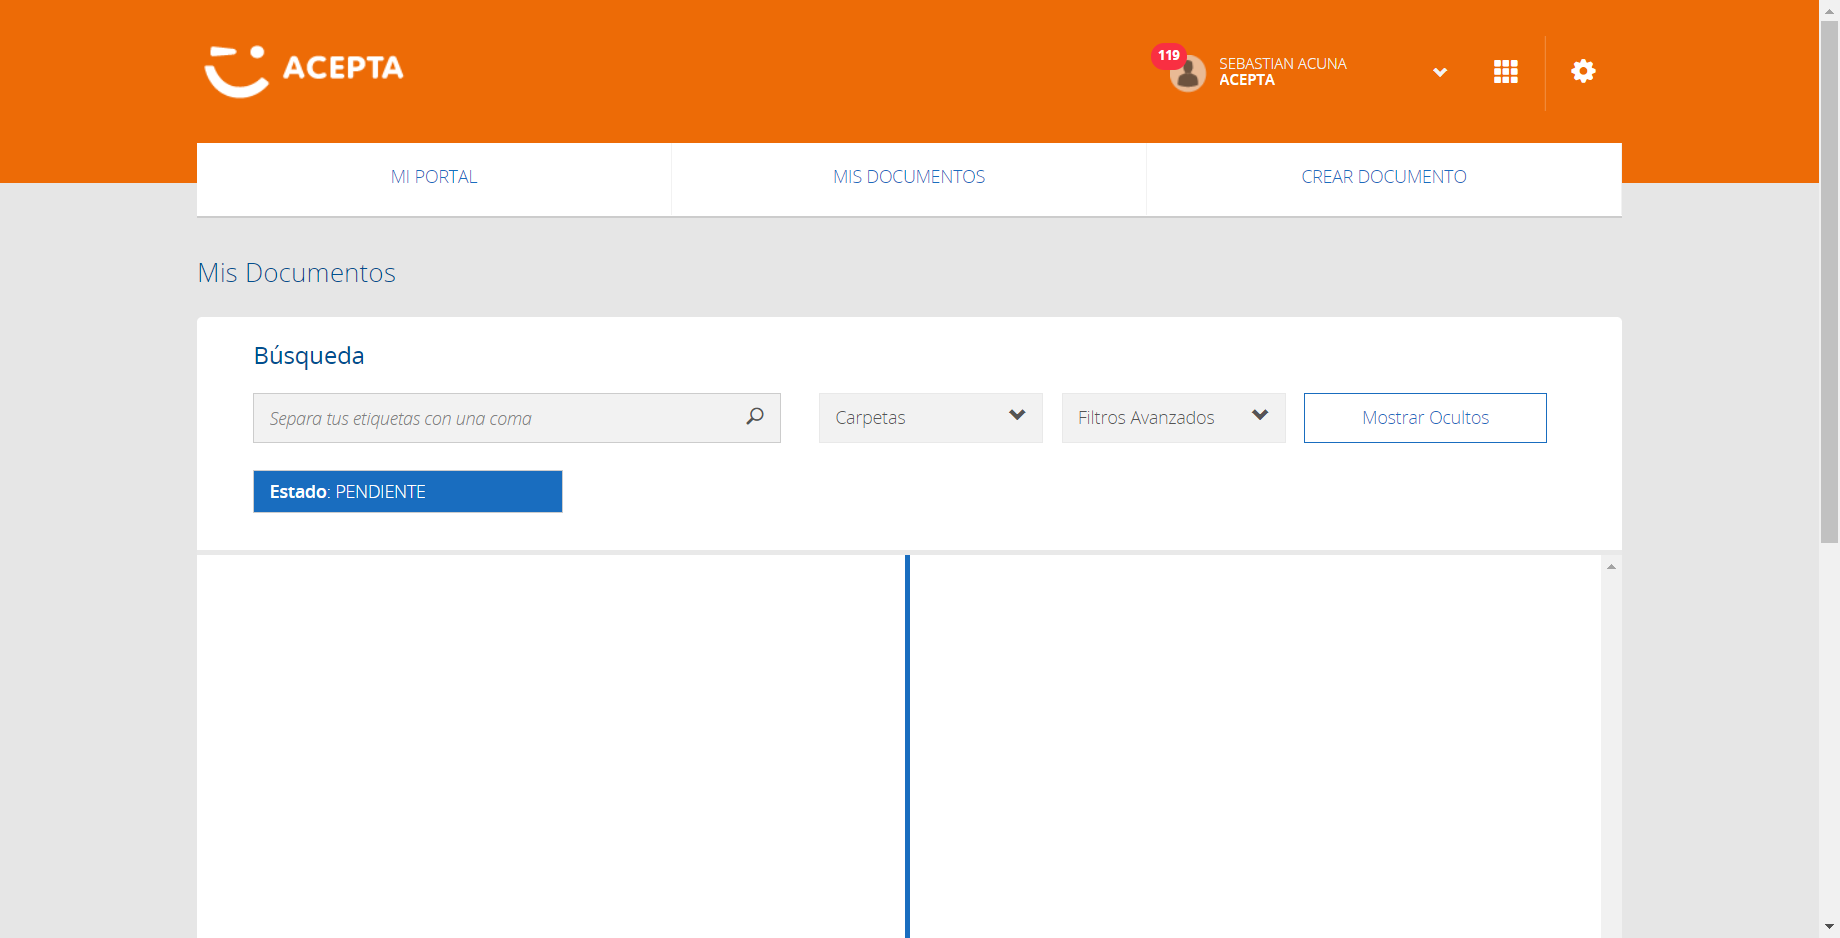 ACEPTA
119
SEBASTIAN ACUNA
ACEPTA
MI PORTAL
MIS DOCUMENTOS
CREAR DOCUMENTO
Mis Documentos
Búsqueda
Separa tus etiquetas con una coma
Carpetas
Filtros Avanzados
Mostrar Ocultos
Estado: PENDIENTE